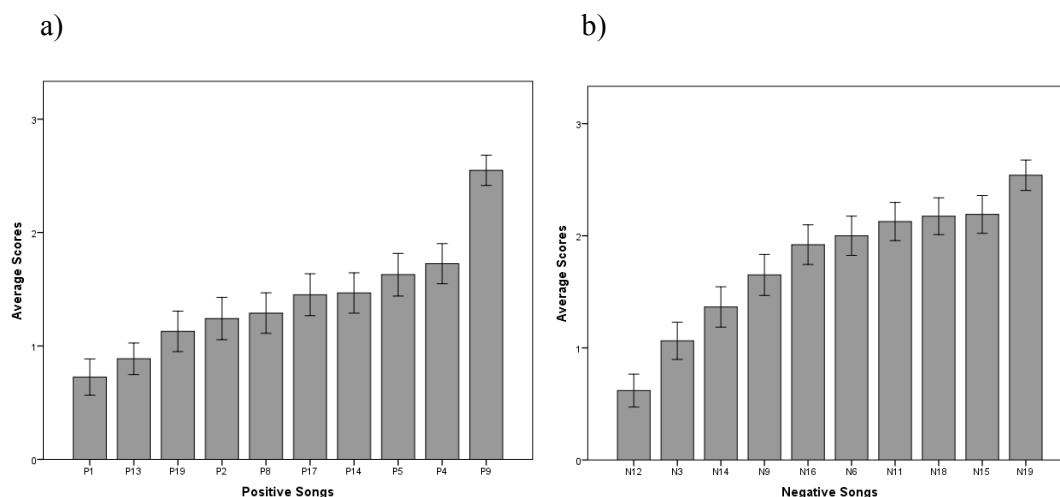 a)
b)
Average Scores
3
2
1
0
P1 P13 P19 P2 P8 P17 P14 P5 P4 P9
Positive Songs
Average Scores
3
2
1
0
N12 N3 N14 N9 N16 N6 N11 N18 N15 N19
Negative Songs